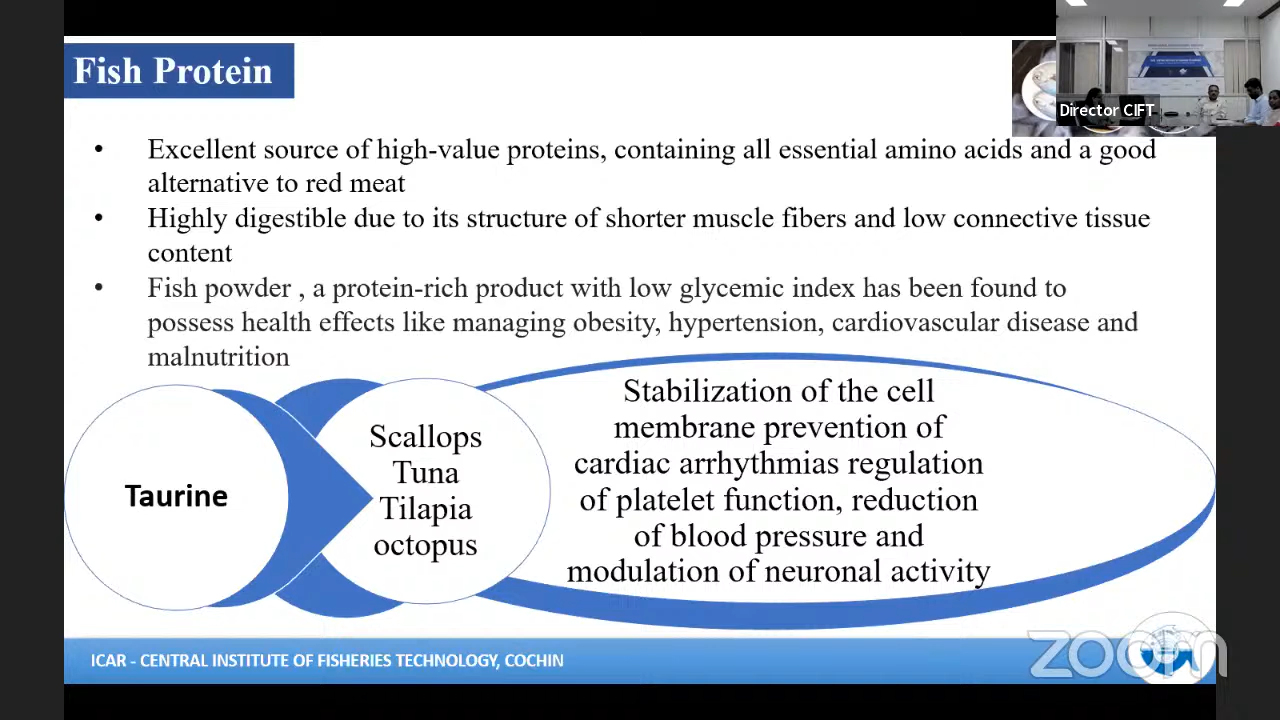 Fish Protein
Director CIFT
• Excellent source of high-value proteins, containing all essential amino acids and a good
alternative to red meat
• Highly digestible due to its structure of shorter muscle fibers and low connective tissue
content
• Fish powder , a protein-rich product with low glycemic index has been found to
possess health effects like managing obesity, hypertension, cardiovascular disease and
malnutrition
Taurine
Scallops
Tuna
Tilapia
octopus
Stabilization of the cell
membrane prevention of
cardiac arrhythmias regulation
of platelet function, reduction
of blood pressure and
modulation of neuronal activity
ICAR - CENTRAL INSTITUTE OF FISHERIES TECHNOLOGY, COCHIN
zoom